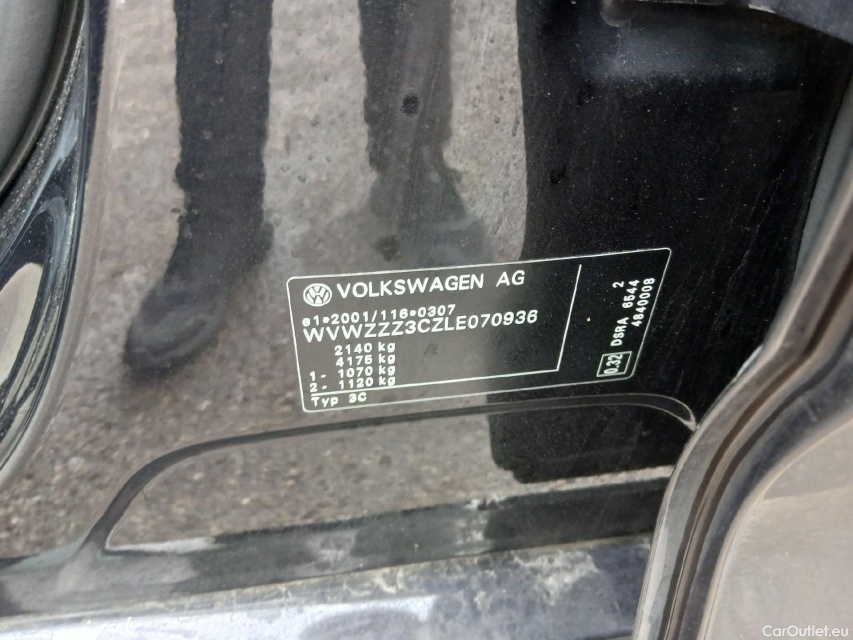 VOLKSWAGEN AG
e1*2001/116*0307
WVWZZZ3CZLE070936
2140 kg
4175 kg
1- 1070 kg
2- 1120 kg
Typ 3C
2
DSRA 6544
4840008
0.32
CarOutlet.eu